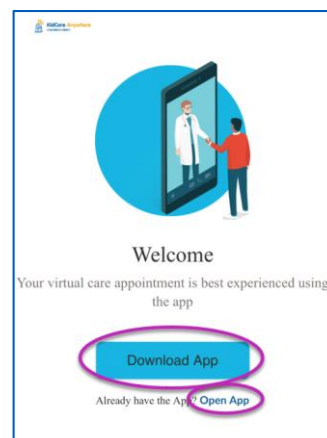 KidCare Anywhere
Welcome
Your virtual care appointment is best experienced using
the app
Download App
Already have the App? Open App